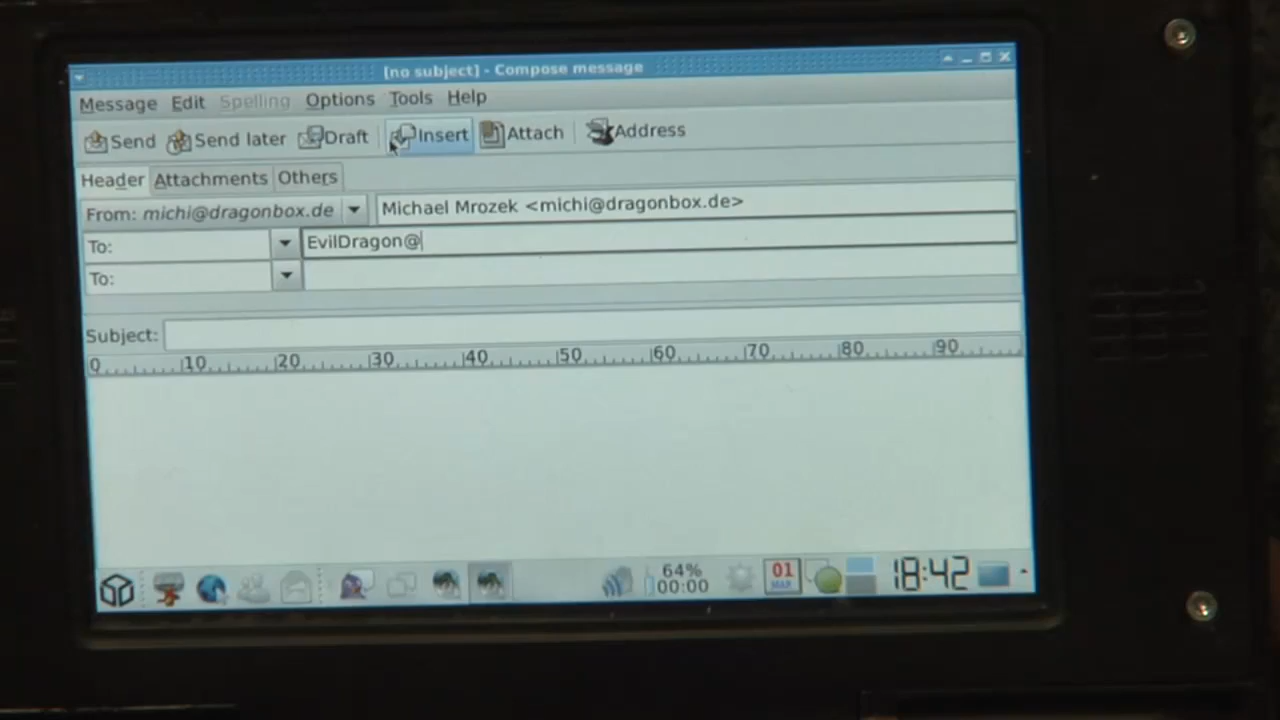 [no subject] - Compose message
Message Edit Spelling Options Tools Help
Send Send later Draft Insert Attach Address
Header Attachments Others
From: michi@dragonbox.de Michael Mrozek <michi@dragonbox.de>
To: EvilDragon@
To:
Subject:
0 10 20 30 40 50 60 70 80 90
64%
00:00
01
MAR
18:42